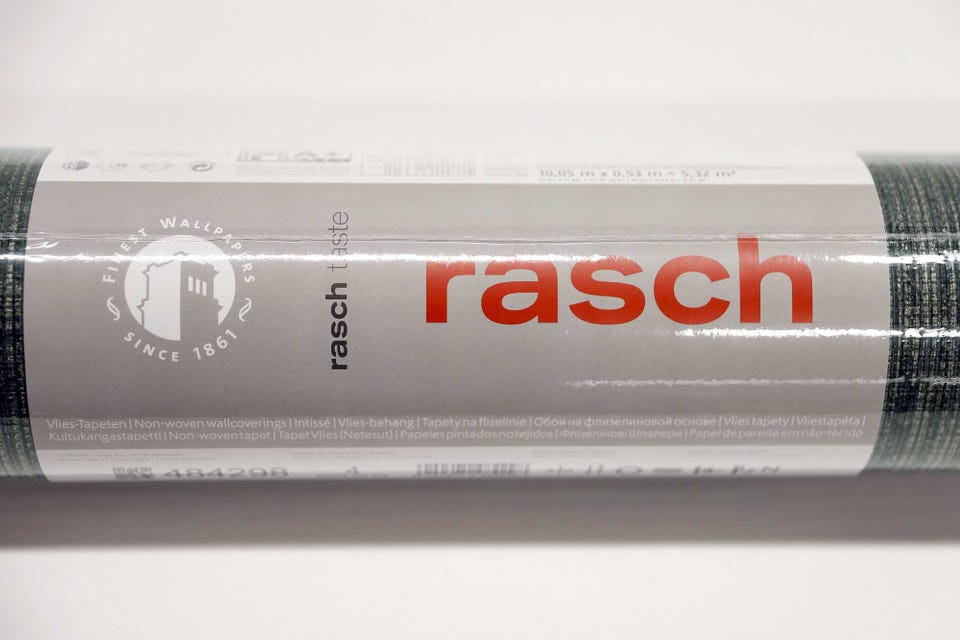 10,05 m x 0,53 m = 5,32 m²
FINEST WALLPAPERS
SINCE 1861
rasch taste
rasch
Vlies-Tapeten | Non-woven wallcoverings | Intissé | Vlies-behang | Tapety na flizelinie | Обои на флизелиновой основе | Vlies tapety | Vliestapéta |
Kuitukangastapetti | Non-woven tapet | Tapet Vlies (Netesut) | Papeles pintados no tejidos | Флізелінові Шпалери | Papel de parede em não-tecido
484298